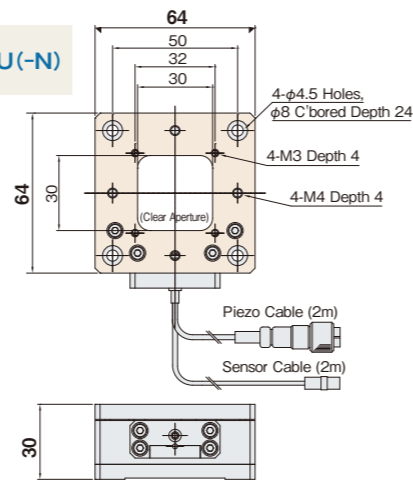 U(-N)
64
50
32
30
4-φ4.5 Holes,
φ8 C'bored Depth 24
4-M3 Depth 4
4-M4 Depth 4
64
30
(Clear Aperture)
Piezo Cable (2m)
Sensor Cable (2m)
30